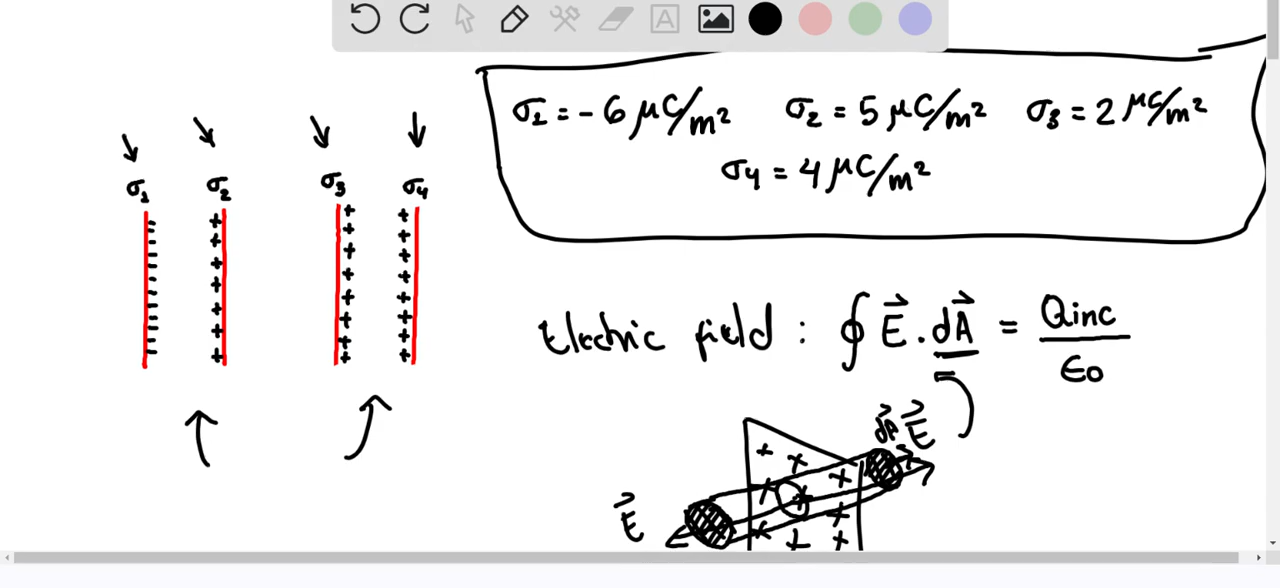 σ1 = -6 μC/m² σ2 = 5 μC/m² σ3 = 2 μC/m²
σ4 = 4 μC/m²
σ1 σ2 σ3 σ4
Electric field : ∮ E⃗ . dA⃗ = Qinc / ε0
dA⃗ E⃗
E⃗